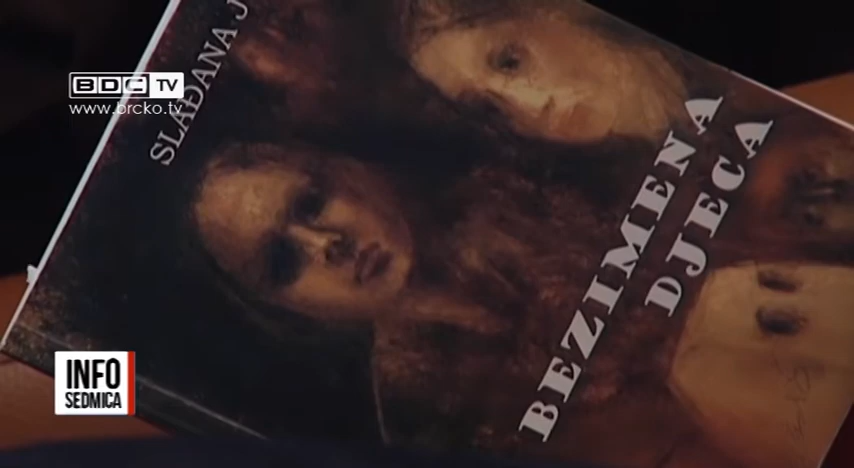 BDC TV
www.brcko.tv
SLAĐANA J
BEZIMENA
DJECA
INFO
SEDMICA